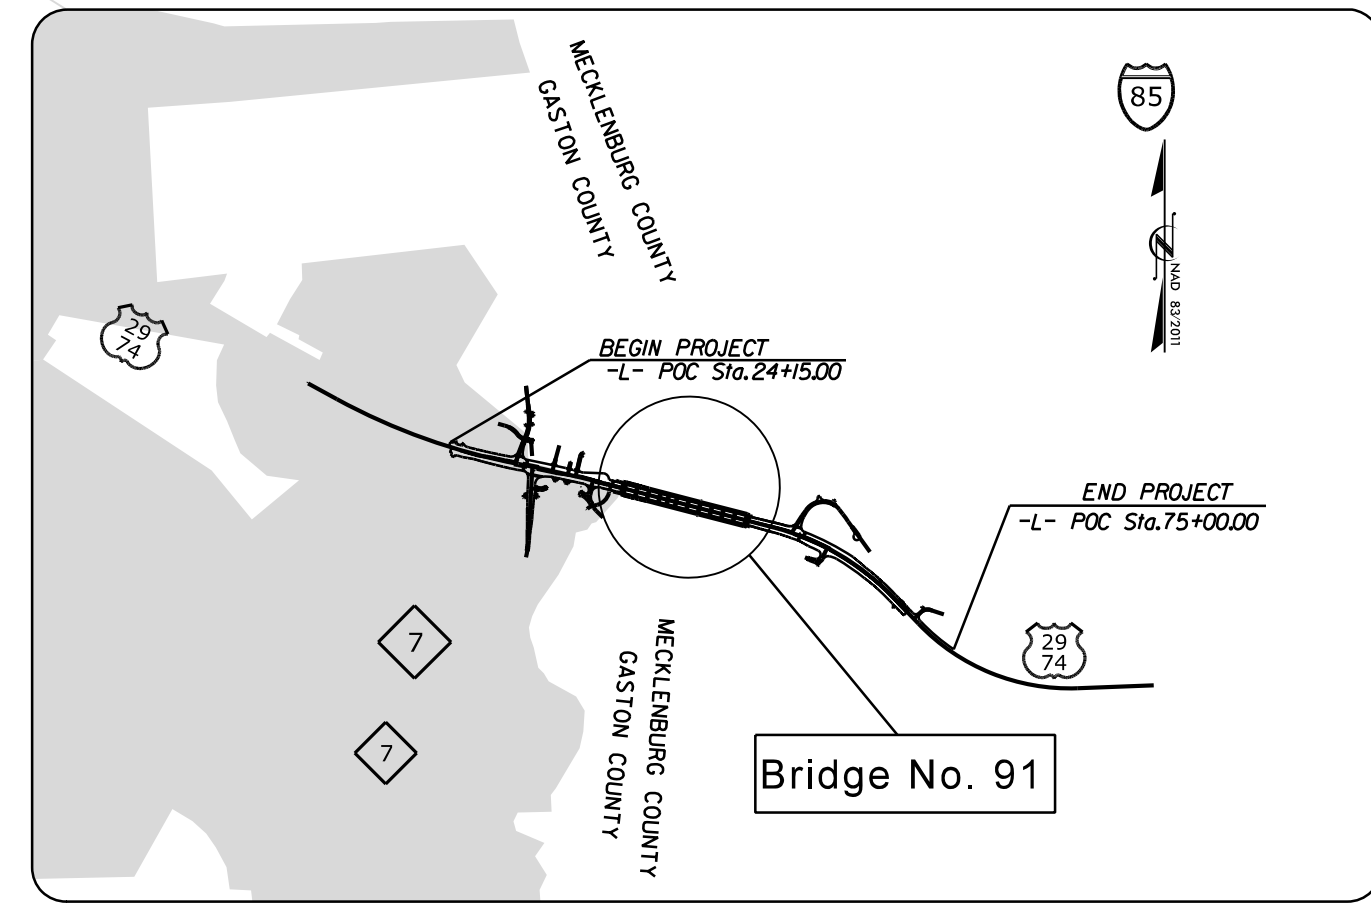 MECKLENBURG COUNTY
GASTON COUNTY
85
NAD 83/2011
29
74
BEGIN PROJECT
-L- POC Sta.24+15.00
END PROJECT
-L- POC Sta.75+00.00
29
74
7
7
MECKLENBURG COUNTY
GASTON COUNTY
Bridge No. 91